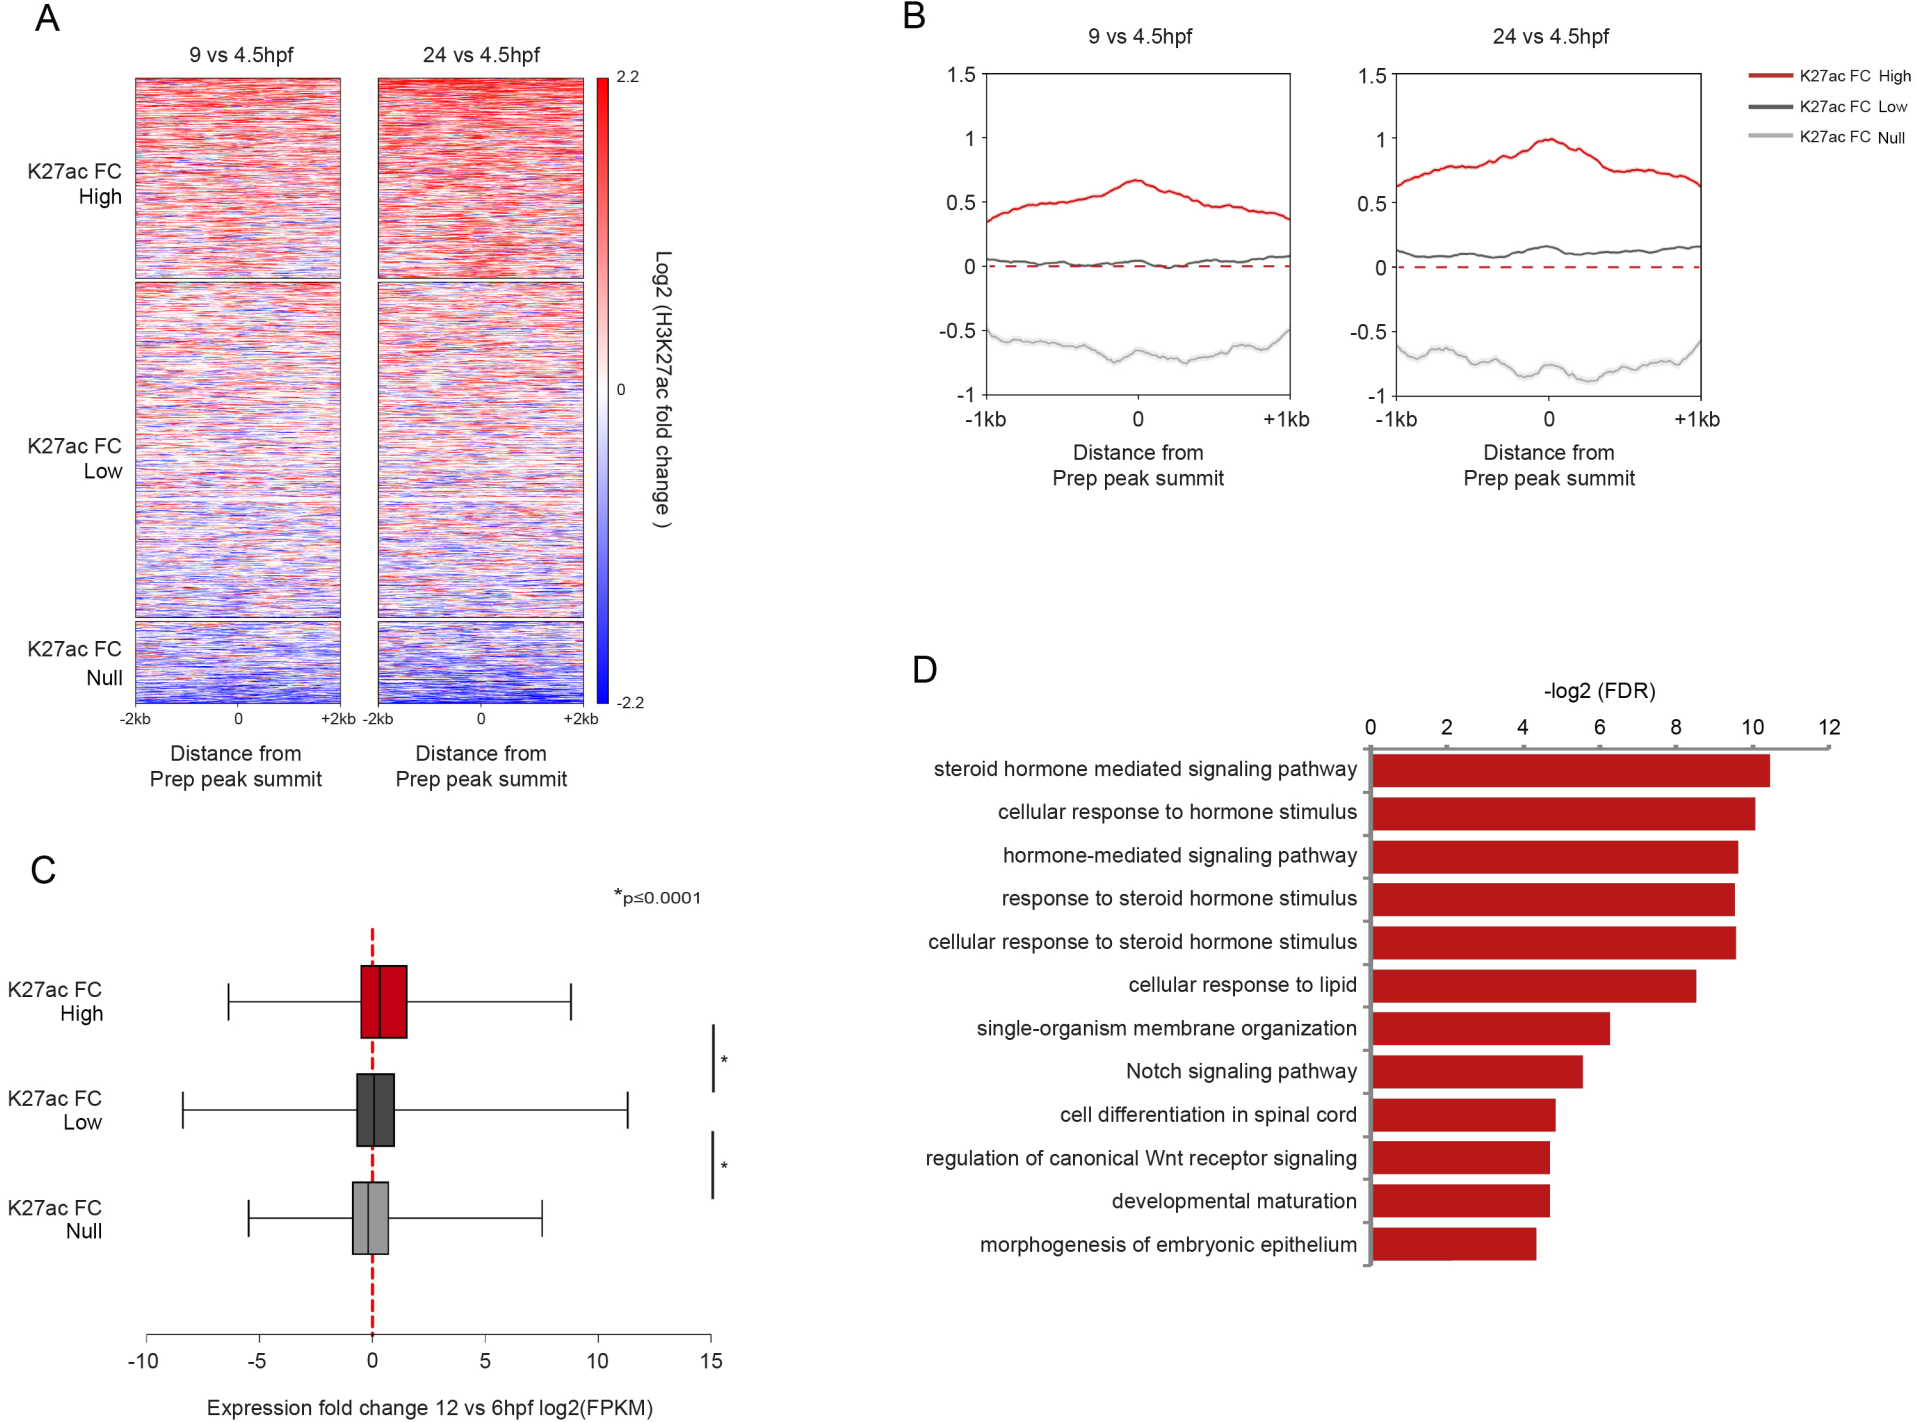 A
9 vs 4.5hpf
24 vs 4.5hpf
2.2
K27ac FC
High
K27ac FC
Low
K27ac FC
Null
0
-2.2
Log2 (H3K27ac fold change )
-2kb
0
+2kb
-2kb
0
+2kb
Distance from
Prep peak summit
Distance from
Prep peak summit
B
9 vs 4.5hpf
1.5
1
0.5
0
-0.5
-1
-1kb
0
+1kb
Distance from
Prep peak summit
24 vs 4.5hpf
1.5
1
0.5
0
-0.5
-1
-1kb
0
+1kb
Distance from
Prep peak summit
K27ac FC High
K27ac FC Low
K27ac FC Null
C
*p≤0.0001
K27ac FC
High
*
K27ac FC
Low
*
K27ac FC
Null
-10
-5
0
5
10
15
Expression fold change 12 vs 6hpf log2(FPKM)
D
-log2 (FDR)
0
2
4
6
8
10
12
steroid hormone mediated signaling pathway
cellular response to hormone stimulus
hormone-mediated signaling pathway
response to steroid hormone stimulus
cellular response to steroid hormone stimulus
cellular response to lipid
single-organism membrane organization
Notch signaling pathway
cell differentiation in spinal cord
regulation of canonical Wnt receptor signaling
developmental maturation
morphogenesis of embryonic epithelium